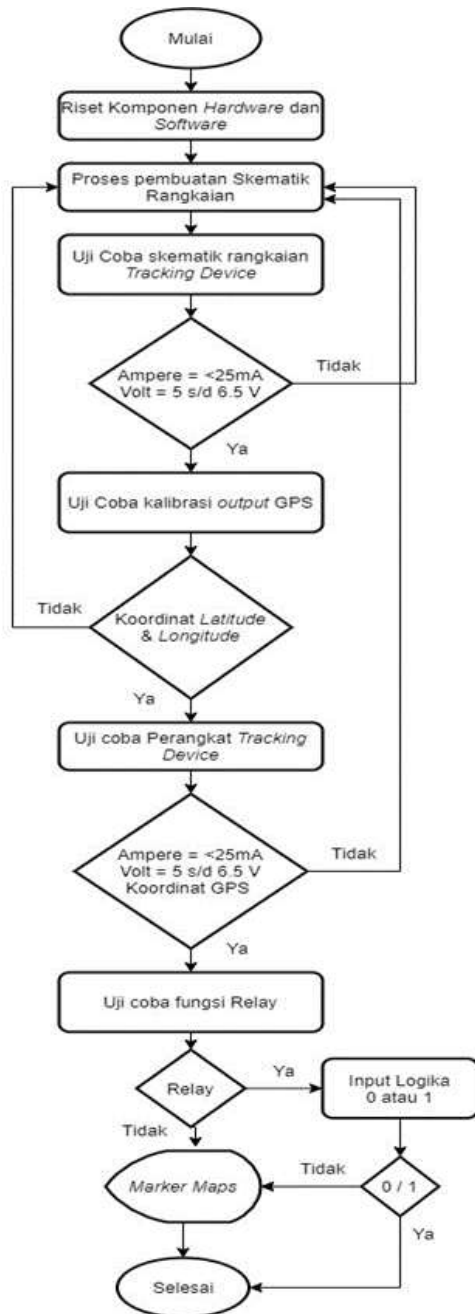 Mulai
Riset Komponen Hardware dan
Software
Proses pembuatan Skematik
Rangkaian
Uji Coba skematik rangkaian
Tracking Device
Ampere = <25mA
Volt = 5 s/d 6.5 V
Tidak
Ya
Uji Coba kalibrasi output GPS
Koordinat Latitude
& Longitude
Tidak
Ya
Uji coba Perangkat Tracking
Device
Ampere = <25mA
Volt = 5 s/d 6.5 V
Koordinat GPS
Tidak
Ya
Uji coba fungsi Relay
Relay
Ya
Input Logika
0 atau 1
Tidak
Marker Maps
Tidak
0 / 1
Ya
Selesai